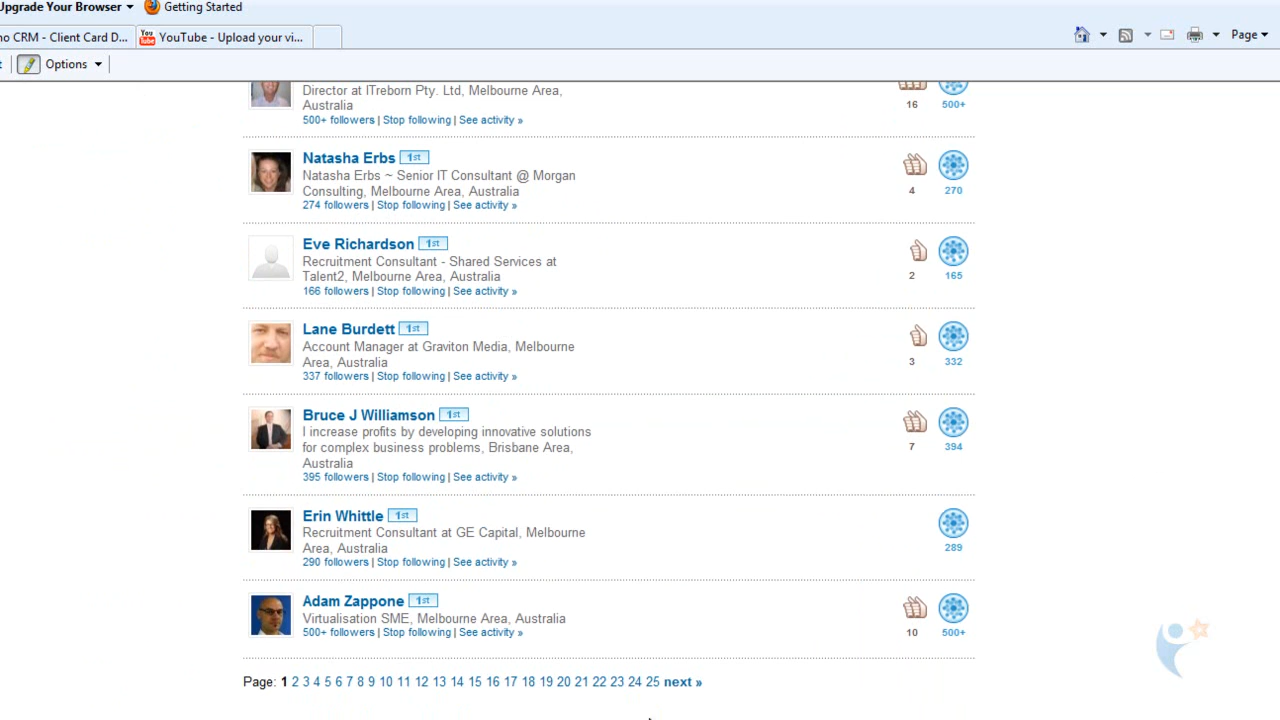 Upgrade Your Browser Getting Started
no CRM - Client Card D... You Tube YouTube - Upload your vi... Page
Options
Director at ITreborn Pty. Ltd, Melbourne Area,
Australia
500+ followers | Stop following | See activity »
16 500+
Natasha Erbs 1st
Natasha Erbs ~ Senior IT Consultant @ Morgan
Consulting, Melbourne Area, Australia
274 followers | Stop following | See activity »
4 270
Eve Richardson 1st
Recruitment Consultant - Shared Services at
Talent2, Melbourne Area, Australia
166 followers | Stop following | See activity »
2 165
Lane Burdett 1st
Account Manager at Graviton Media, Melbourne
Area, Australia
337 followers | Stop following | See activity »
3 332
Bruce J Williamson 1st
I increase profits by developing innovative solutions
for complex business problems, Brisbane Area,
Australia
395 followers | Stop following | See activity »
7 394
Erin Whittle 1st
Recruitment Consultant at GE Capital, Melbourne
Area, Australia
290 followers | Stop following | See activity »
289
Adam Zappone 1st
Virtualisation SME, Melbourne Area, Australia
500+ followers | Stop following | See activity »
10 500+
Page: 1 2 3 4 5 6 7 8 9 10 11 12 13 14 15 16 17 18 19 20 21 22 23 24 25 next »